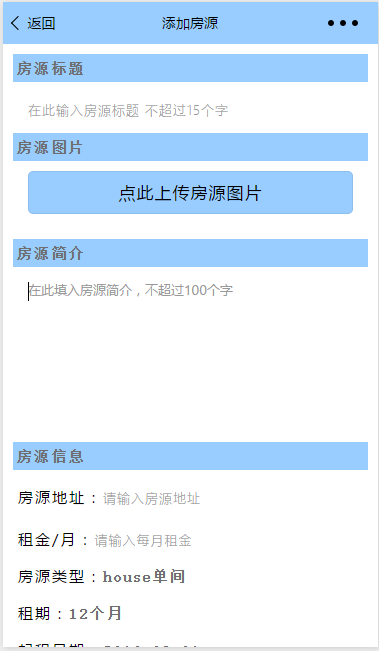 返回 添加房源 •••
房源标题
在此输入房源标题 不超过15个字
房源图片
点此上传房源图片
房源简介
在此填入房源简介，不超过100个字
房源信息
房源地址：请输入房源地址
租金/月：请输入每月租金
房源类型：house单间
租期：12个月